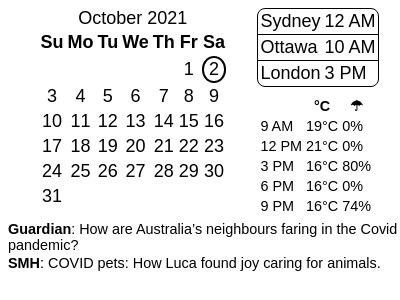 October 2021
Su Mo Tu We Th Fr Sa
1 2
3 4 5 6 7 8 9
10 11 12 13 14 15 16
17 18 19 20 21 22 23
24 25 26 27 28 29 30
31
Sydney 12 AM
Ottawa 10 AM
London 3 PM
°C ☂
9 AM 19°C 0%
12 PM 21°C 0%
3 PM 16°C 80%
6 PM 16°C 0%
9 PM 16°C 74%
Guardian: How are Australia’s neighbours faring in the Covid
pandemic?
SMH: COVID pets: How Luca found joy caring for animals.